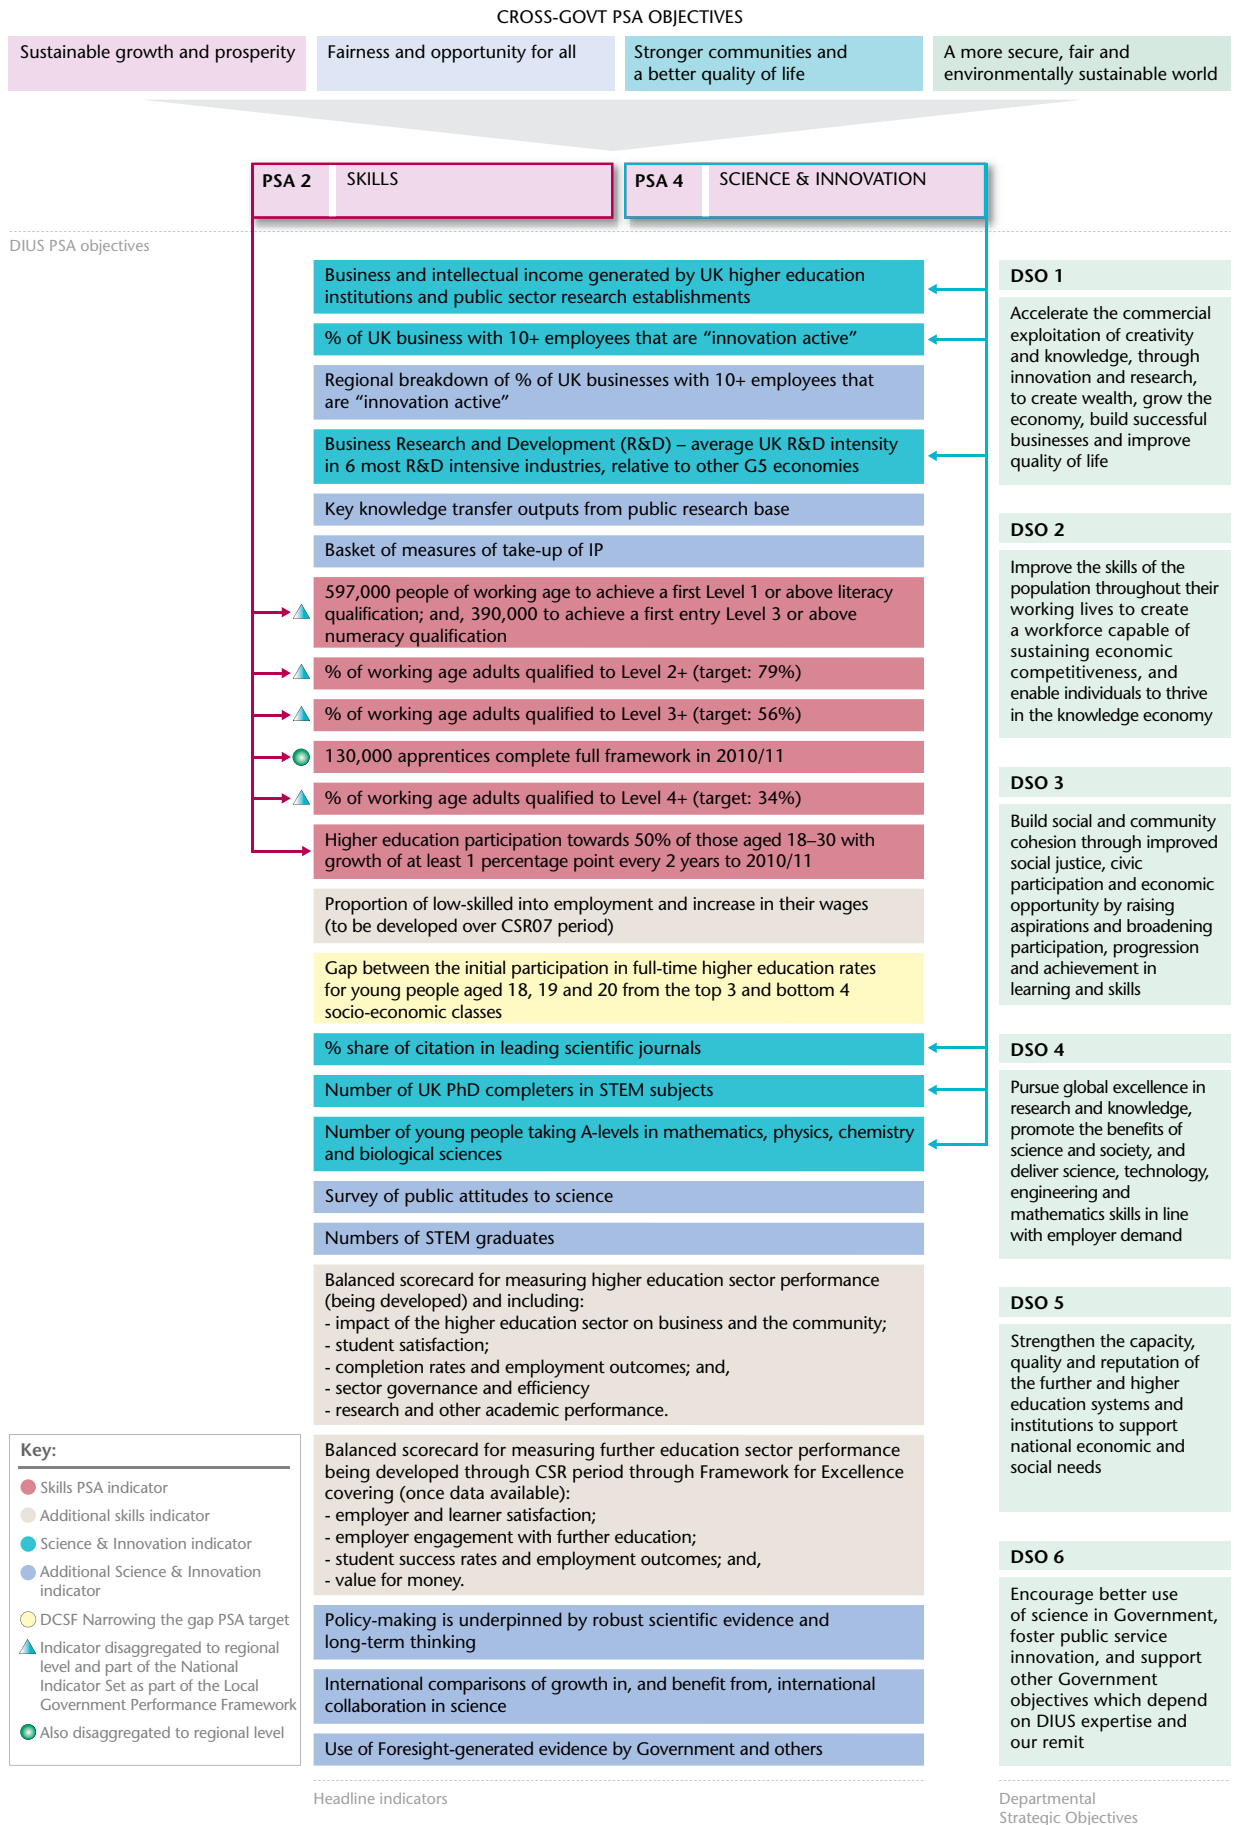 CROSS-GOVT PSA OBJECTIVES
Sustainable growth and prosperity
Fairness and opportunity for all
Stronger communities and
a better quality of life
A more secure, fair and
environmentally sustainable world
PSA 2
SKILLS
PSA 4
SCIENCE & INNOVATION
DIUS PSA objectives
Business and intellectual income generated by UK higher education
institutions and public sector research establishments
% of UK business with 10+ employees that are “innovation active”
Regional breakdown of % of UK businesses with 10+ employees that
are “innovation active”
Business Research and Development (R&D) – average UK R&D intensity
in 6 most R&D intensive industries, relative to other G5 economies
Key knowledge transfer outputs from public research base
Basket of measures of take-up of IP
597,000 people of working age to achieve a first Level 1 or above literacy
qualification; and, 390,000 to achieve a first entry Level 3 or above
numeracy qualification
% of working age adults qualified to Level 2+ (target: 79%)
% of working age adults qualified to Level 3+ (target: 56%)
130,000 apprentices complete full framework in 2010/11
% of working age adults qualified to Level 4+ (target: 34%)
Higher education participation towards 50% of those aged 18–30 with
growth of at least 1 percentage point every 2 years to 2010/11
Proportion of low-skilled into employment and increase in their wages
(to be developed over CSR07 period)
Gap between the initial participation in full-time higher education rates
for young people aged 18, 19 and 20 from the top 3 and bottom 4
socio-economic classes
% share of citation in leading scientific journals
Number of UK PhD completers in STEM subjects
Number of young people taking A-levels in mathematics, physics, chemistry
and biological sciences
Survey of public attitudes to science
Numbers of STEM graduates
Balanced scorecard for measuring higher education sector performance
(being developed) and including:
- impact of the higher education sector on business and the community;
- student satisfaction;
- completion rates and employment outcomes; and,
- sector governance and efficiency
- research and other academic performance.
Balanced scorecard for measuring further education sector performance
being developed through CSR period through Framework for Excellence
covering (once data available):
- employer and learner satisfaction;
- employer engagement with further education;
- student success rates and employment outcomes; and,
- value for money.
Policy-making is underpinned by robust scientific evidence and
long-term thinking
International comparisons of growth in, and benefit from, international
collaboration in science
Use of Foresight-generated evidence by Government and others
Headline indicators
DSO 1
Accelerate the commercial
exploitation of creativity
and knowledge, through
innovation and research,
to create wealth, grow the
economy, build successful
businesses and improve
quality of life
DSO 2
Improve the skills of the
population throughout their
working lives to create
a workforce capable of
sustaining economic
competitiveness, and
enable individuals to thrive
in the knowledge economy
DSO 3
Build social and community
cohesion through improved
social justice, civic
participation and economic
opportunity by raising
aspirations and broadening
participation, progression
and achievement in
learning and skills
DSO 4
Pursue global excellence in
research and knowledge,
promote the benefits of
science and society, and
deliver science, technology,
engineering and
mathematics skills in line
with employer demand
DSO 5
Strengthen the capacity,
quality and reputation of
the further and higher
education systems and
institutions to support
national economic and
social needs
DSO 6
Encourage better use
of science in Government,
foster public service
innovation, and support
other Government
objectives which depend
on DIUS expertise and
our remit
Departmental
Strategic Objectives
Key:
Skills PSA indicator
Additional skills indicator
Science & Innovation indicator
Additional Science & Innovation
indicator
DCSF Narrowing the gap PSA target
Indicator disaggregated to regional
level and part of the National
Indicator Set as part of the Local
Government Performance Framework
Also disaggregated to regional level